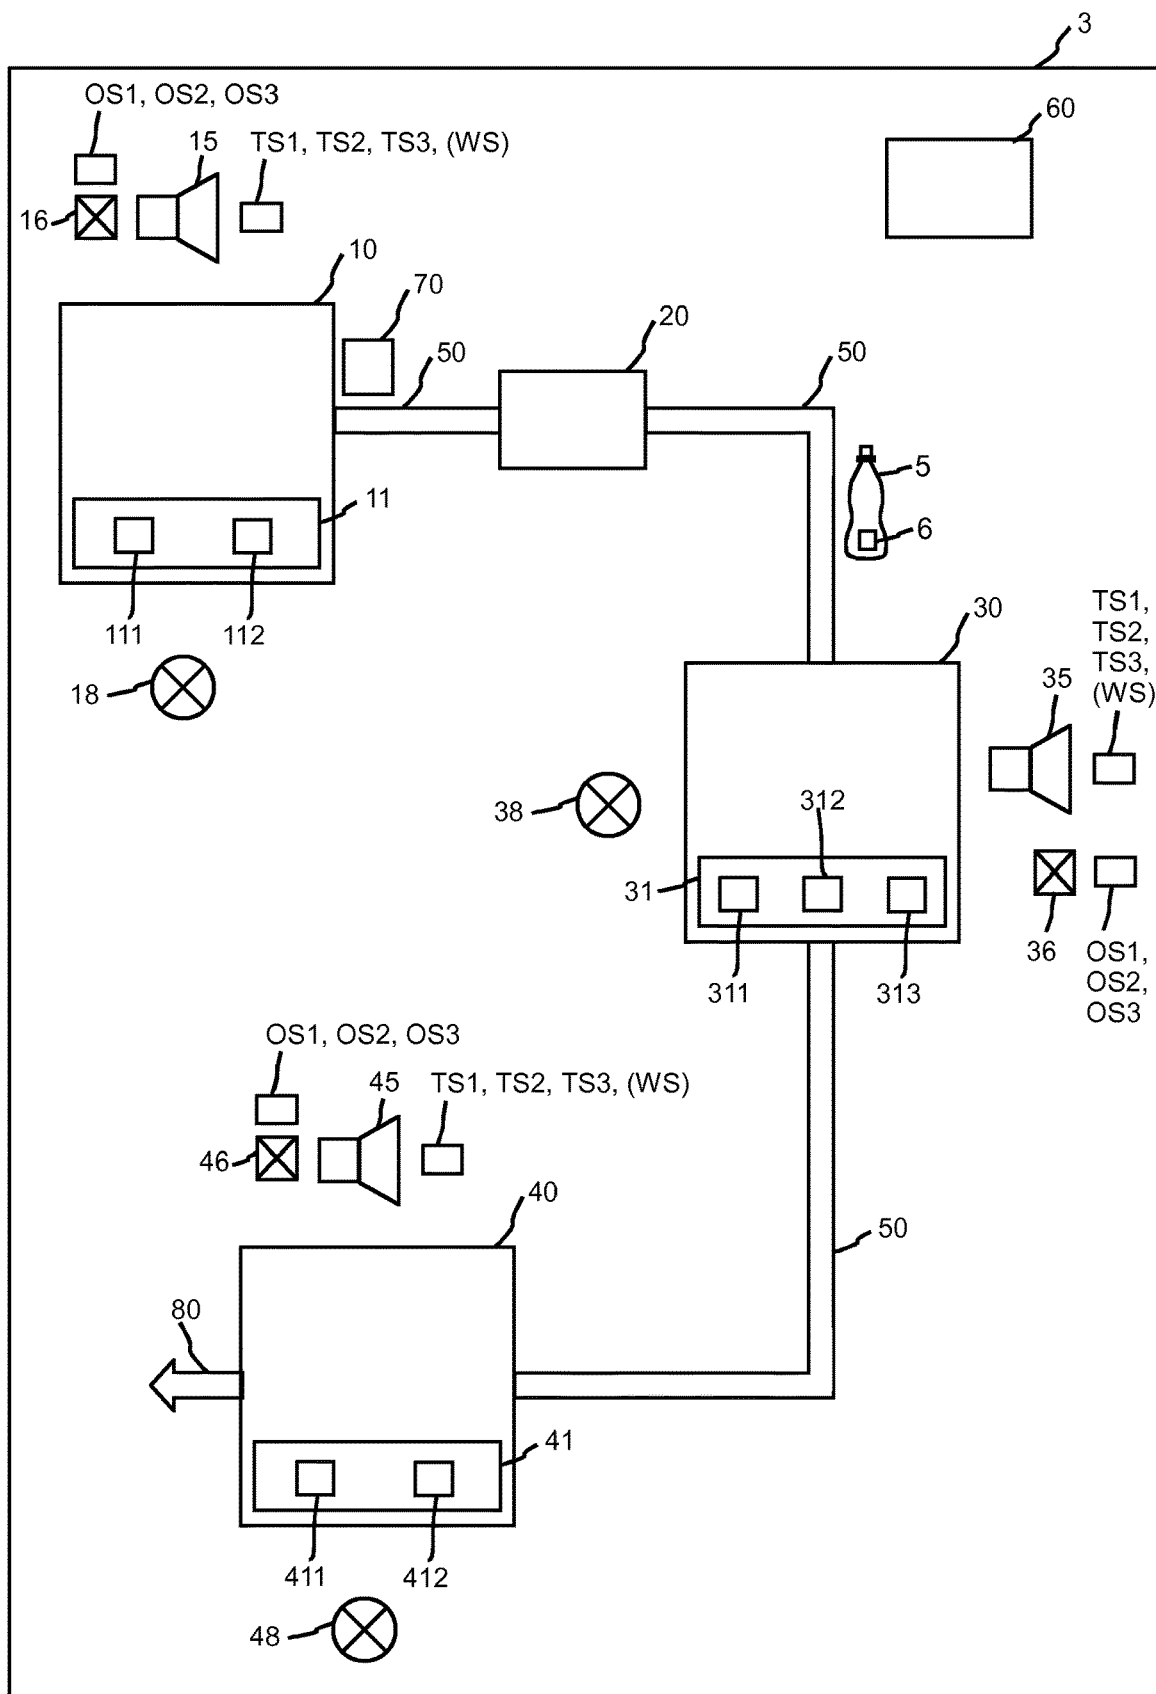 3
OS1, OS2, OS3
60
15
TS1, TS2, TS3, (WS)
16
10
70
20
50
50
5
11
6
111
112
TS1,
TS2,
TS3,
(WS)
30
18
35
38
312
31
36
311
313
OS1,
OS2,
OS3
OS1, OS2, OS3
45
TS1, TS2, TS3, (WS)
46
40
50
80
41
411
412
48